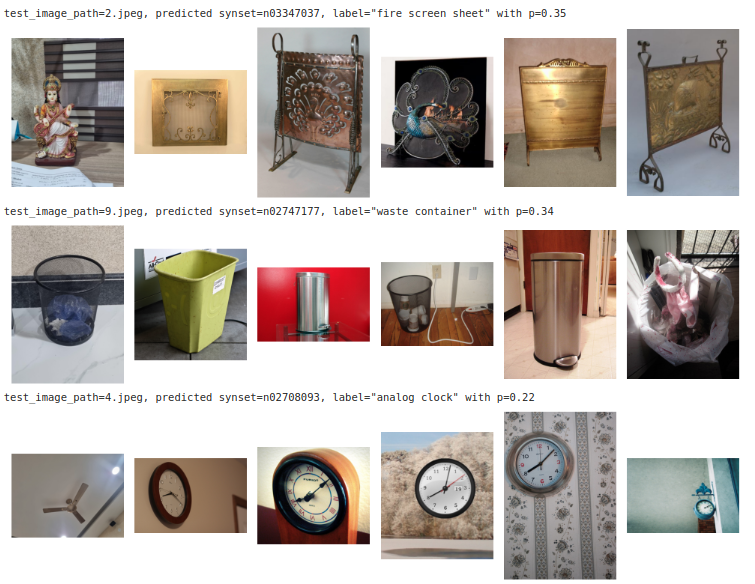 test_image_path=2.jpeg, predicted synset=n03347037, label="fire screen sheet" with p=0.35
test_image_path=9.jpeg, predicted synset=n02747177, label="waste container" with p=0.34
test_image_path=4.jpeg, predicted synset=n02708093, label="analog clock" with p=0.22